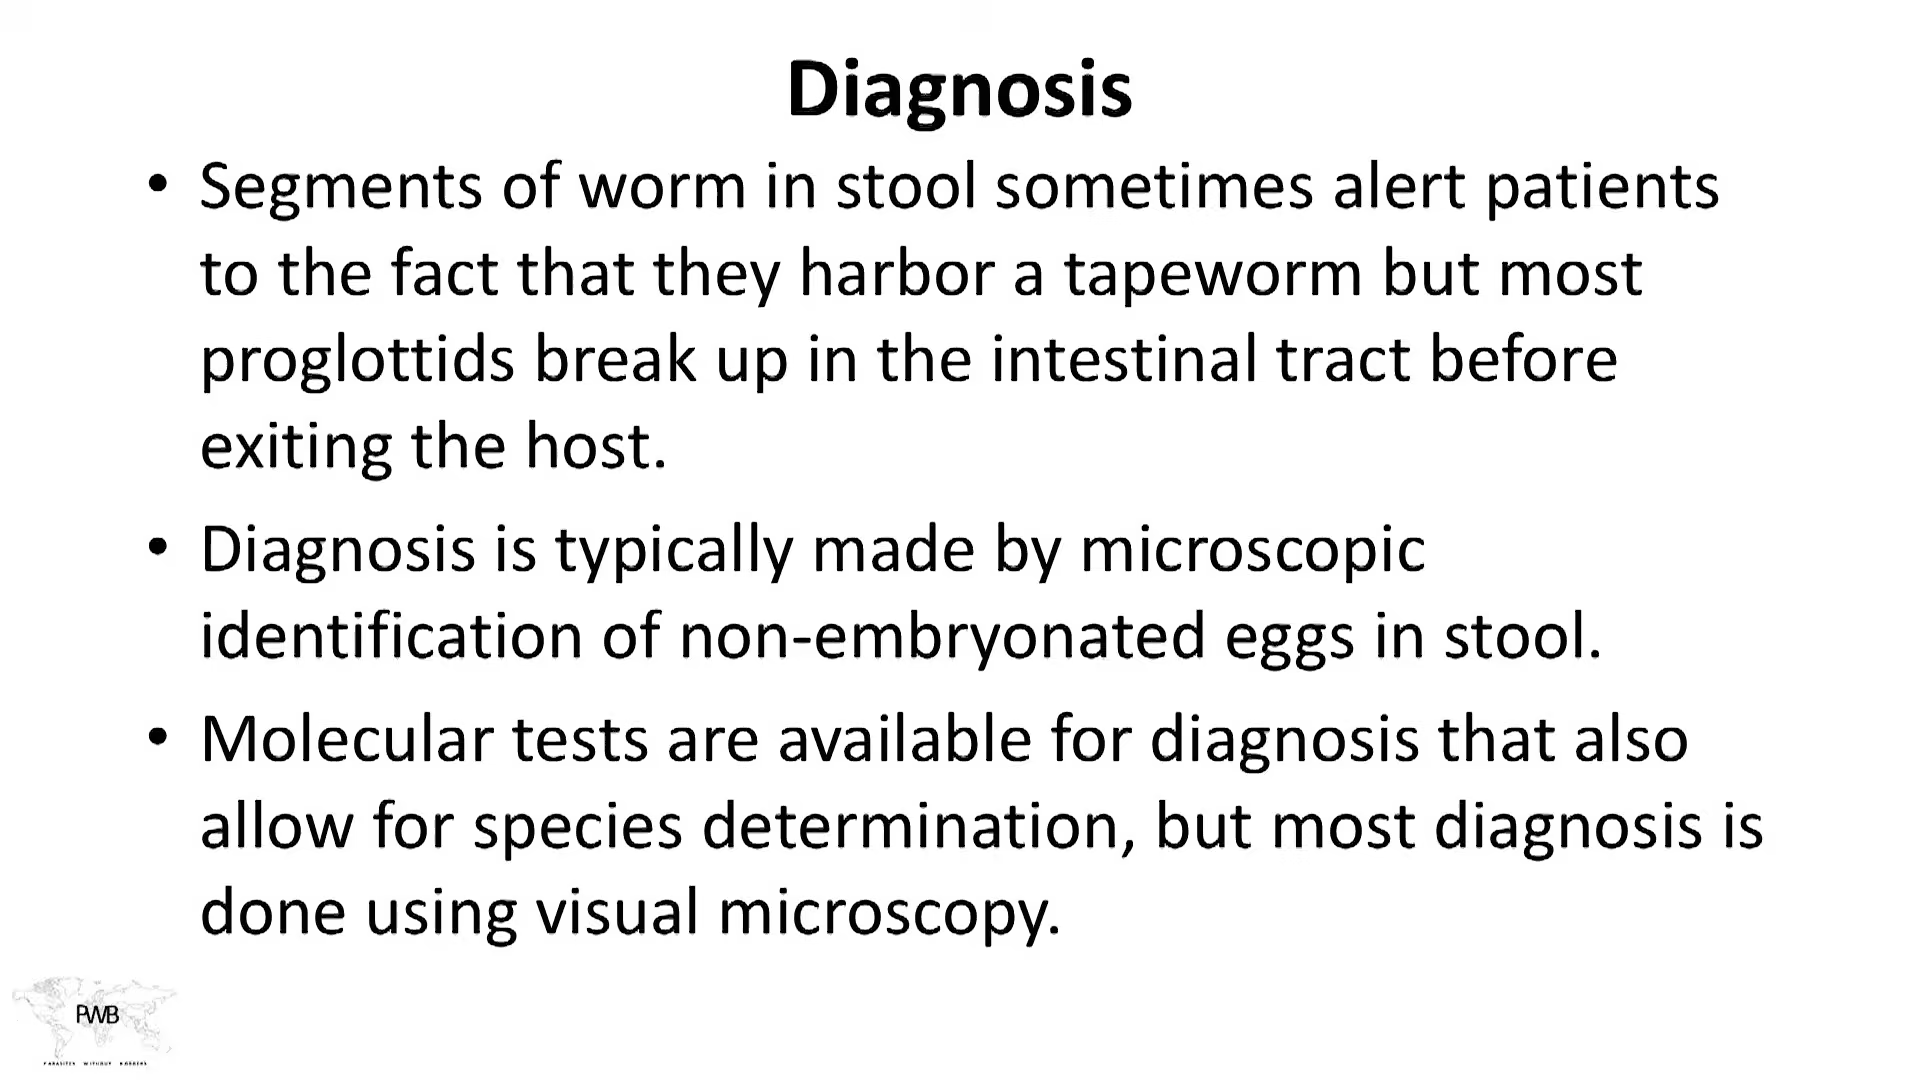 Diagnosis
• Segments of worm in stool sometimes alert patients
to the fact that they harbor a tapeworm but most
proglottids break up in the intestinal tract before
exiting the host.
• Diagnosis is typically made by microscopic
identification of non-embryonated eggs in stool.
• Molecular tests are available for diagnosis that also
allow for species determination, but most diagnosis is
done using visual microscopy.
PWB
PARASITES WITHOUT BORDERS